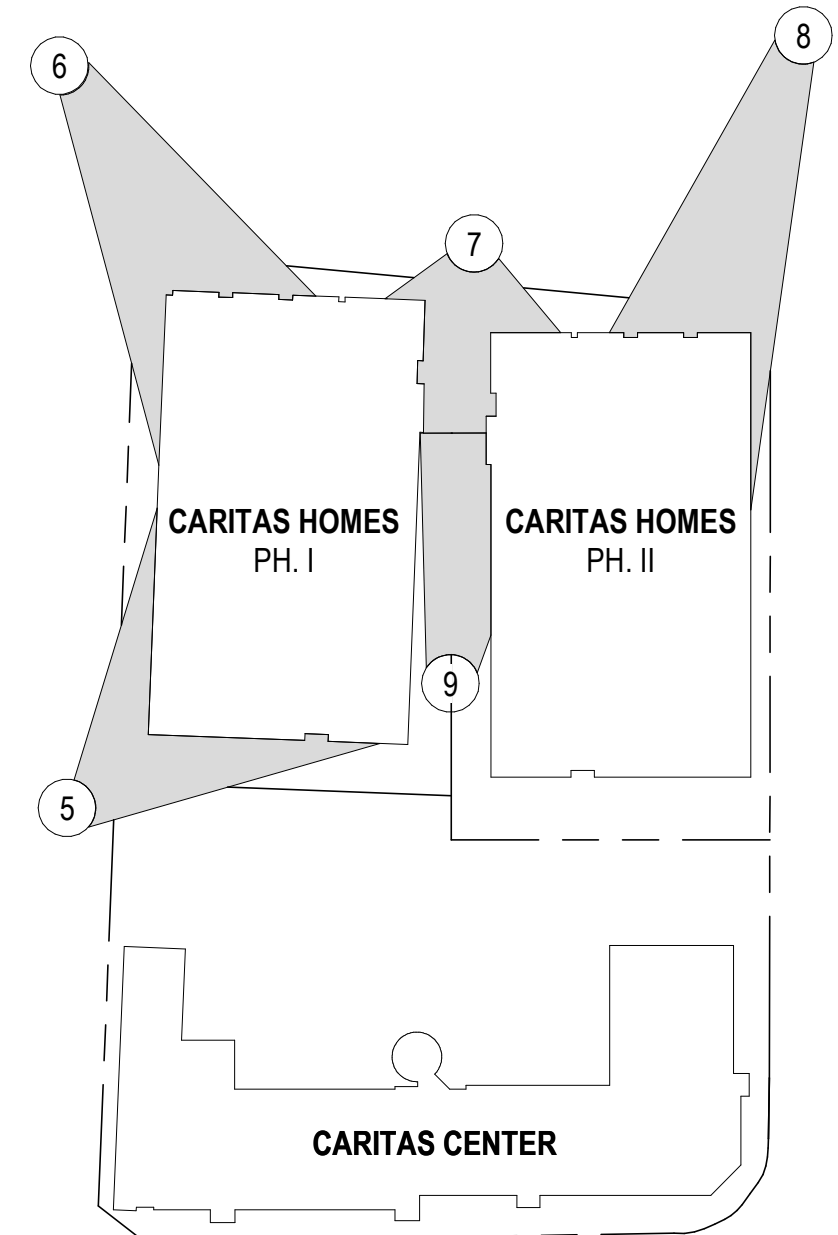 6
8
7
CARITAS HOMES
PH. I
CARITAS HOMES
PH. II
9
5
CARITAS CENTER